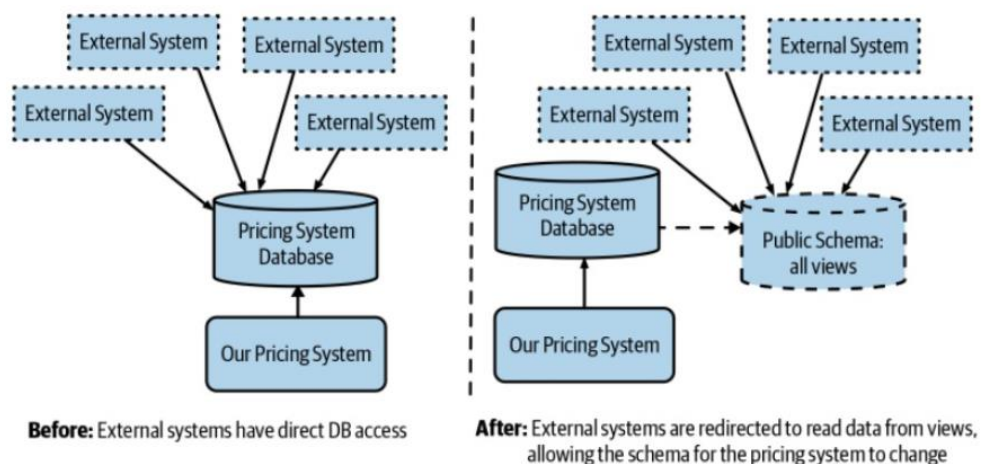 External System
External System
External System
External System
Pricing System
Database
Our Pricing System
Before: External systems have direct DB access
External System
External System
External System
External System
Pricing System
Database
Public Schema:
all views
Our Pricing System
After: External systems are redirected to read data from views,
allowing the schema for the pricing system to change